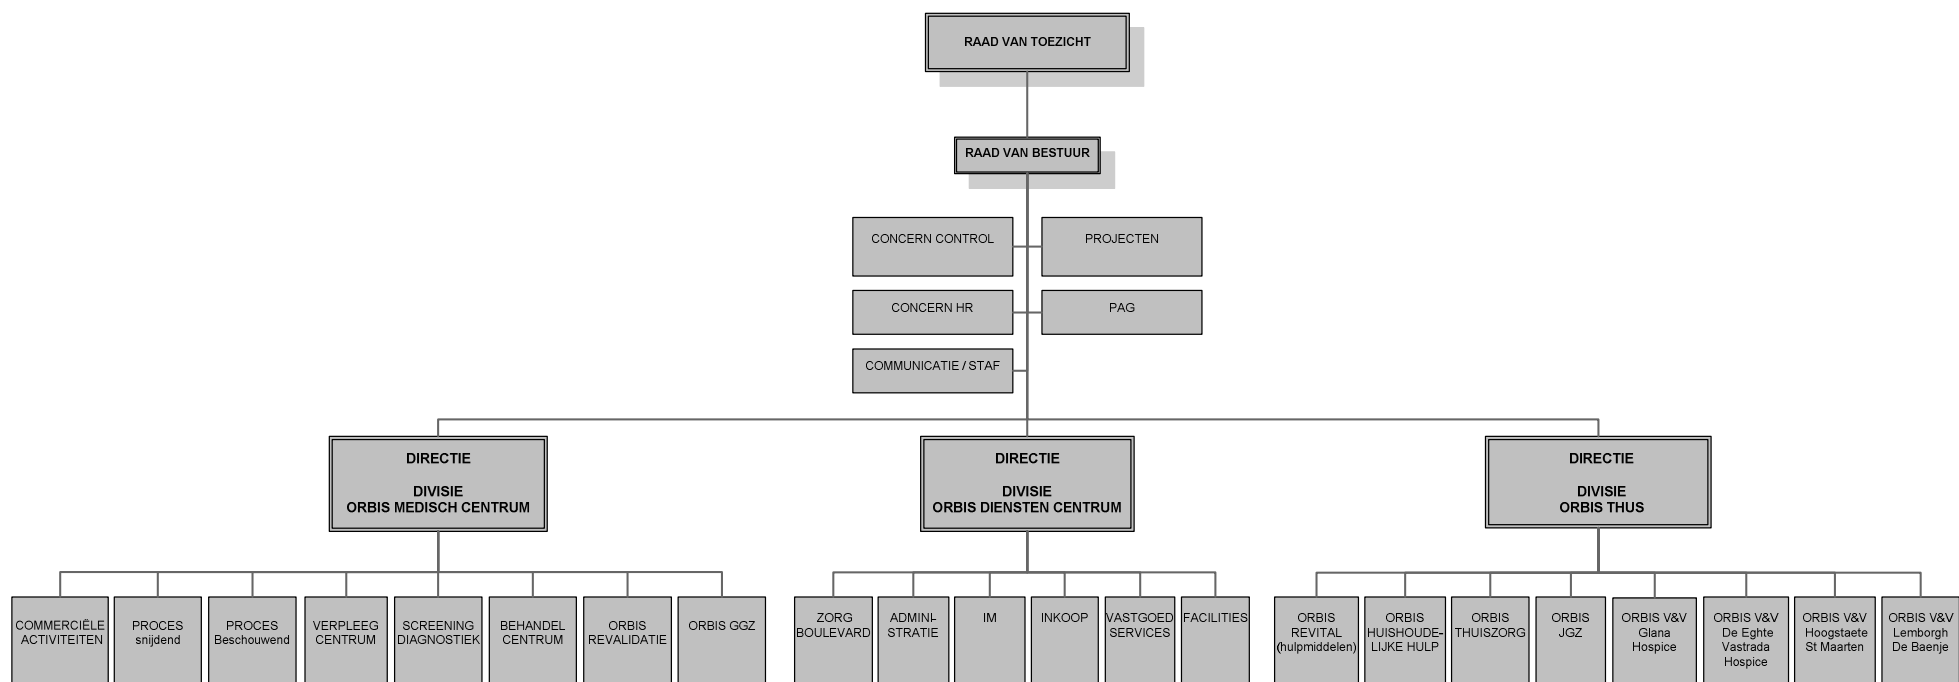 RAAD VAN TOEZICHT
RAAD VAN BESTUUR
CONCERN CONTROL
PROJECTEN
CONCERN HR
PAG
COMMUNICATIE / STAF
DIRECTIE
DIVISIE
ORBIS MEDISCH CENTRUM
DIRECTIE
DIVISIE
ORBIS DIENSTEN CENTRUM
DIRECTIE
DIVISIE
ORBIS THUS
COMMERCIËLE
ACTIVITEITEN
PROCES
snijdend
PROCES
Beschouwend
VERPLEEG
CENTRUM
SCREENING
DIAGNOSTIEK
BEHANDEL
CENTRUM
ORBIS
REVALIDATIE
ORBIS GGZ
ZORG
BOULEVARD
ADMINI-
STRATIE
IM
INKOOP
VASTGOED
SERVICES
FACILITIES
ORBIS
REVITAL
(hulpmiddelen)
ORBIS
HUISHOUDE-
LIJKE HULP
ORBIS
THUISZORG
ORBIS
JGZ
ORBIS V&V
Glana
Hospice
ORBIS V&V
De Eghte
Vastrada
Hospice
ORBIS V&V
Hoogstaete
St Maarten
ORBIS V&V
Lemborgh
De Baenje